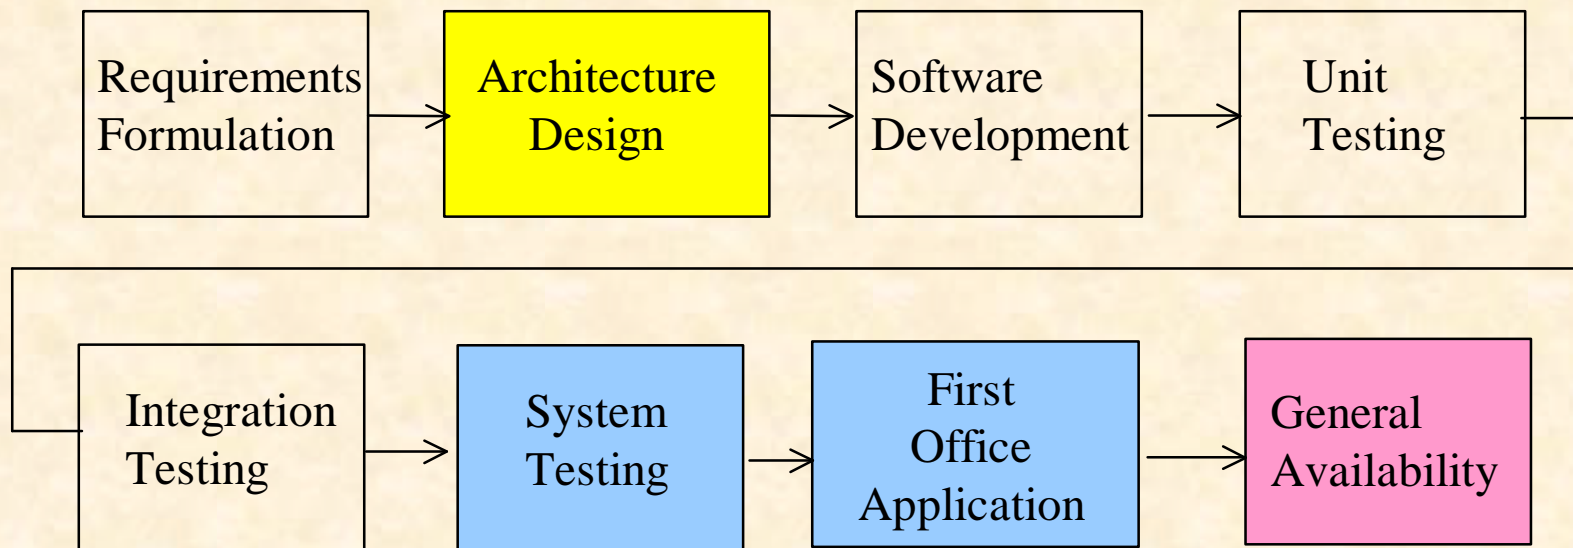 Requirements
Formulation
Architecture
Design
Software
Development
Unit
Testing
Integration
Testing
System
Testing
First
Office
Application
General
Availability